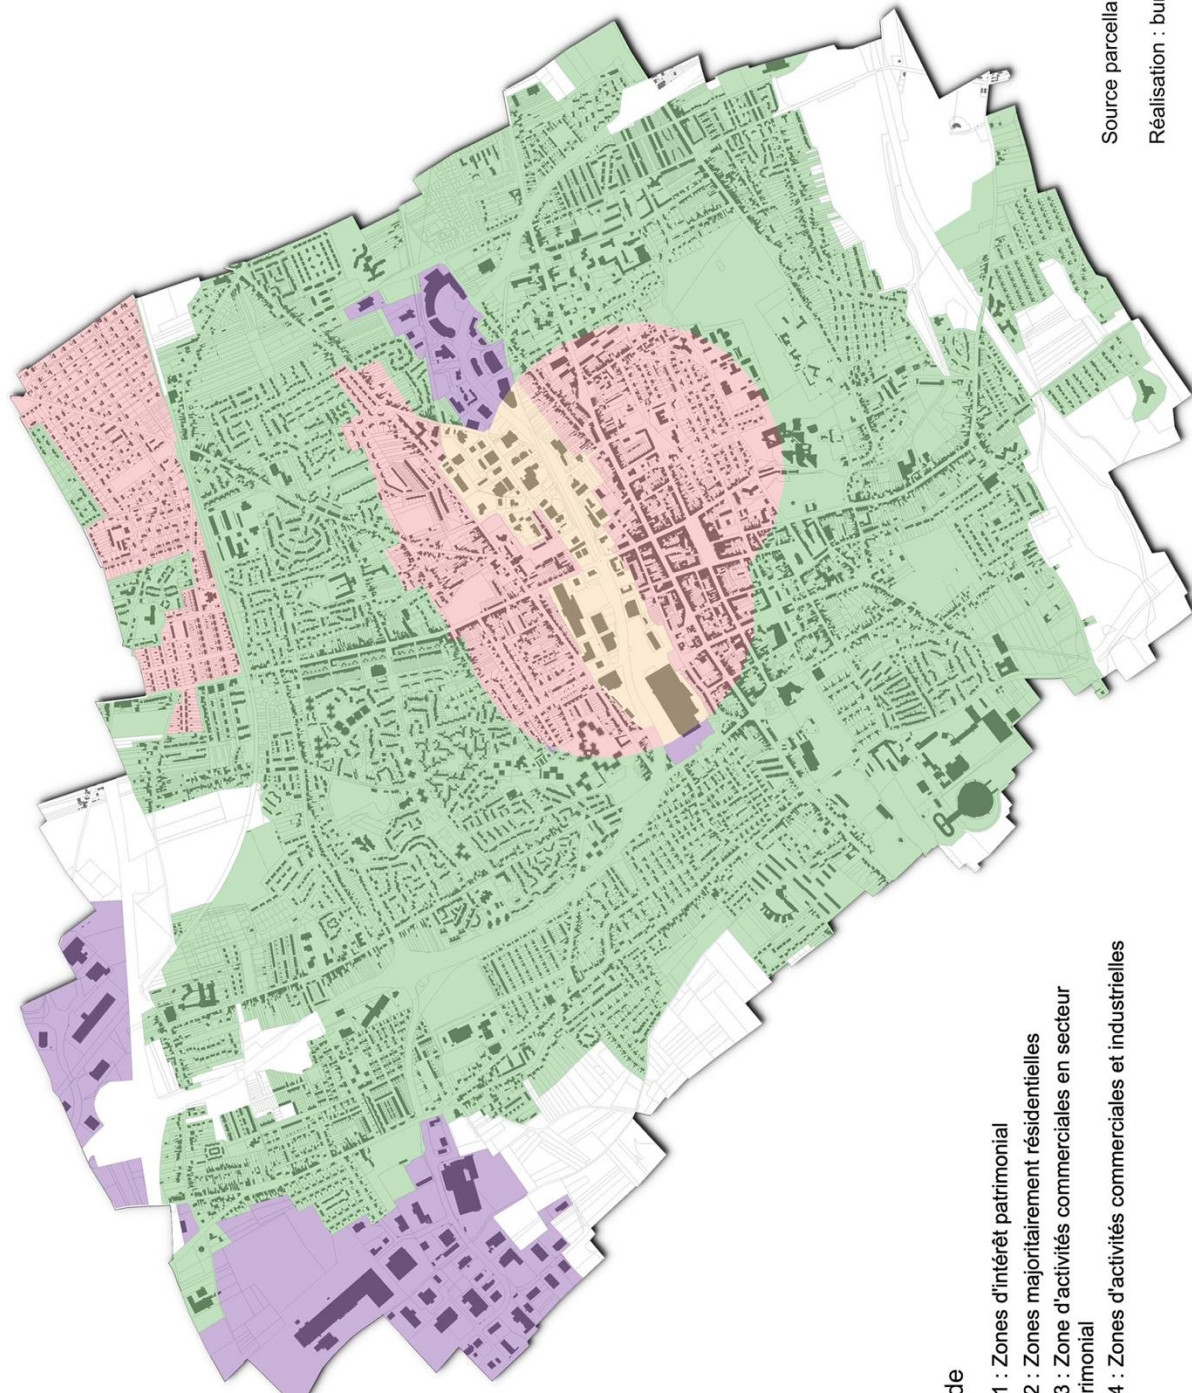 de
1 : Zones d'intérêt patrimonial
2 : Zones majoritairement résidentielles
3 : Zone d'activités commerciales en secteur
rimonial
4 : Zones d'activités commerciales et industrielles
Source parcella
Réalisation : bur